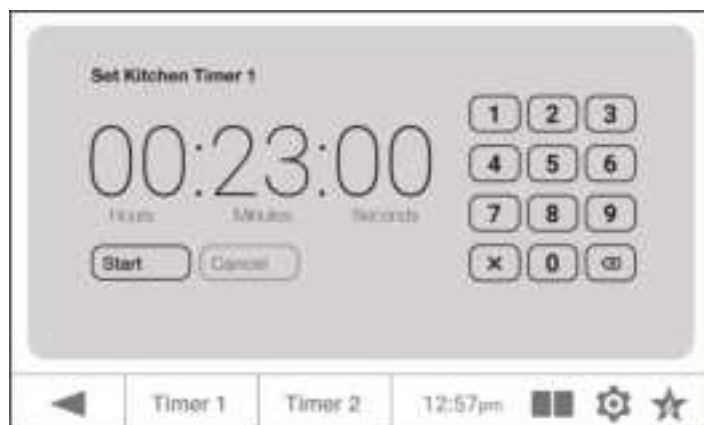 Set Kitchen Timer 1
00:23:00
Hours Minutes Seconds
Start Cancel
1 2 3
4 5 6
7 8 9
× 0 ⌫
Timer 1 Timer 2 12:57pm